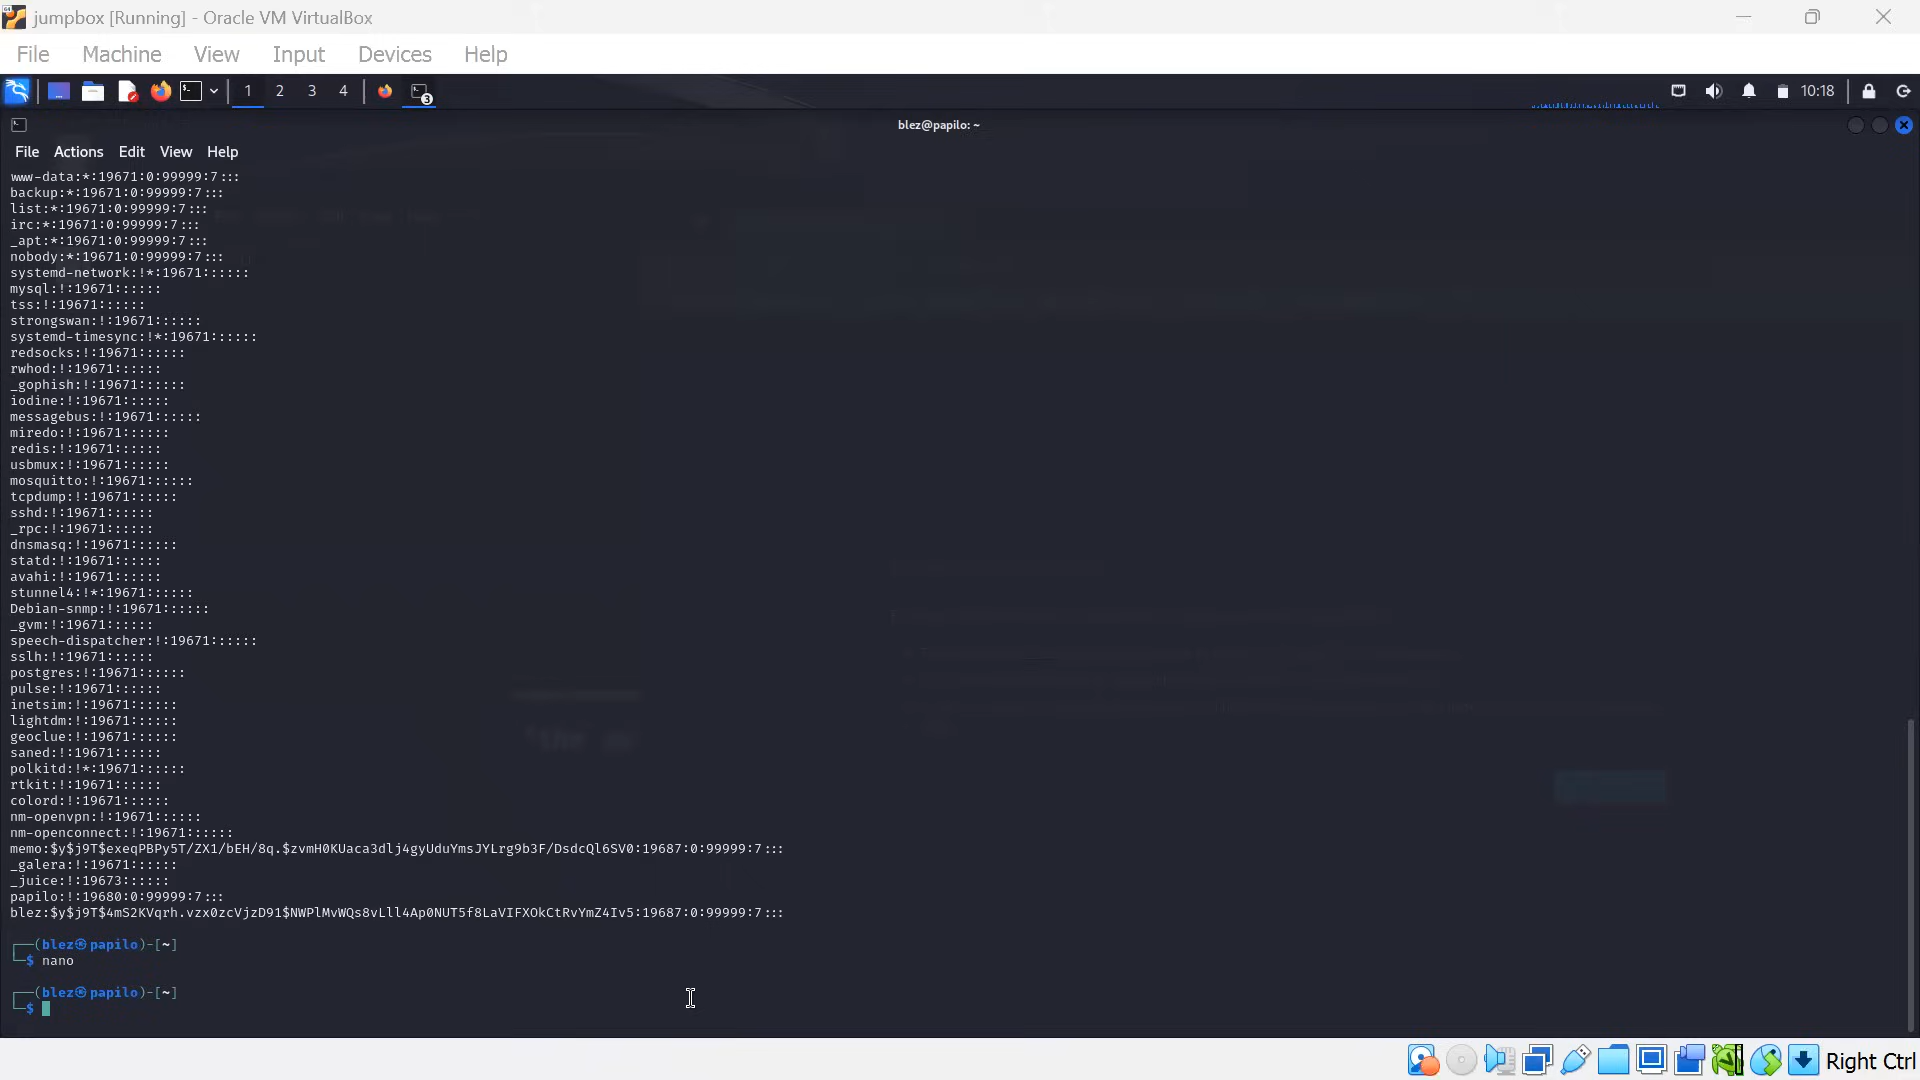 jumpbox [Running] - Oracle VM VirtualBox
File Machine View Input Devices Help
1 2 3 4 3 10:18
blez@papilo: ~
File Actions Edit View Help
www-data:*:19671:0:99999:7:::
backup:*:19671:0:99999:7:::
list:*:19671:0:99999:7:::
irc:*:19671:0:99999:7:::
_apt:*:19671:0:99999:7:::
nobody:*:19671:0:99999:7:::
systemd-network:!*:19671::::::
mysql:!:19671::::::
tss:!:19671::::::
strongswan:!:19671::::::
systemd-timesync:!*:19671::::::
redsocks:!:19671::::::
rwhod:!:19671::::::
_gophish:!:19671::::::
iodine:!:19671::::::
messagebus:!:19671::::::
miredo:!:19671::::::
redis:!:19671::::::
usbmux:!:19671::::::
mosquitto:!:19671::::::
tcpdump:!:19671::::::
sshd:!:19671::::::
_rpc:!:19671::::::
dnsmasq:!:19671::::::
statd:!:19671::::::
avahi:!:19671::::::
stunnel4:!*:19671::::::
Debian-snmp:!:19671::::::
_gvm:!:19671::::::
speech-dispatcher:!:19671::::::
sslh:!:19671::::::
postgres:!:19671::::::
pulse:!:19671::::::
inetsim:!:19671::::::
lightdm:!:19671::::::
geoclue:!:19671::::::
saned:!:19671::::::
polkitd:!*:19671::::::
rtkit:!:19671::::::
colord:!:19671::::::
nm-openvpn:!:19671::::::
nm-openconnect:!:19671::::::
memo:$y$j9T$exeqPBPy5T/ZX1/bEH/8q.$zvmH0KUaca3dlj4gyUduYmsJYLrg9b3F/DsdcQl6SV0:19687:0:99999:7:::
_galera:!:19671::::::
_juice:!:19673::::::
papilo:!:19680:0:99999:7:::
blez:$y$j9T$4mS2KVqrh.vzx0zcVjzD91$NWPlMvWQs8vLll4Ap0NUT5f8LaVIFXOkCtRvYmZ4Iv5:19687:0:99999:7:::
┌──(blez㉿papilo)-[~]
└─$ nano
┌──(blez㉿papilo)-[~]
└─$
Right Ctrl